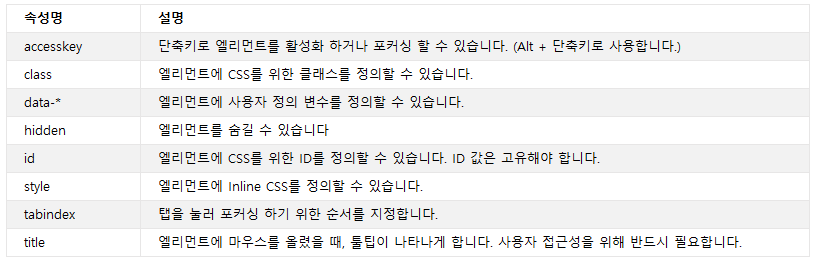 속성명 설명
accesskey 단축키로 엘리먼트를 활성화 하거나 포커싱 할 수 있습니다. (Alt + 단축키로 사용합니다.)
class 엘리먼트에 CSS를 위한 클래스를 정의할 수 있습니다.
data-* 엘리먼트에 사용자 정의 변수를 정의할 수 있습니다.
hidden 엘리먼트를 숨길 수 있습니다
id 엘리먼트에 CSS를 위한 ID를 정의할 수 있습니다. ID 값은 고유해야 합니다.
style 엘리먼트에 Inline CSS를 정의할 수 있습니다.
tabindex 탭을 눌러 포커싱 하기 위한 순서를 지정합니다.
title 엘리먼트에 마우스를 올렸을 때, 툴팁이 나타나게 합니다. 사용자 접근성을 위해 반드시 필요합니다.